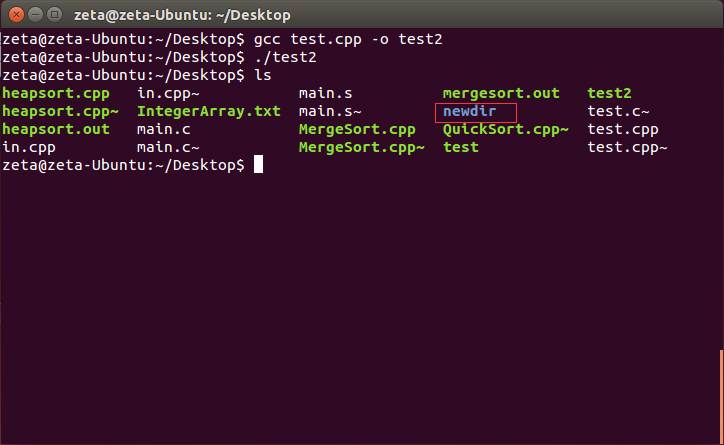 zeta@zeta-Ubuntu: ~/Desktop
zeta@zeta-Ubuntu:~/Desktop$ gcc test.cpp -o test2
zeta@zeta-Ubuntu:~/Desktop$ ./test2
zeta@zeta-Ubuntu:~/Desktop$ ls
heapsort.cpp in.cpp~ main.s mergesort.out test2
heapsort.cpp~ IntegerArray.txt main.s~ newdir test.c~
heapsort.out main.c MergeSort.cpp QuickSort.cpp~ test.cpp
in.cpp main.c~ MergeSort.cpp~ test test.cpp~
zeta@zeta-Ubuntu:~/Desktop$